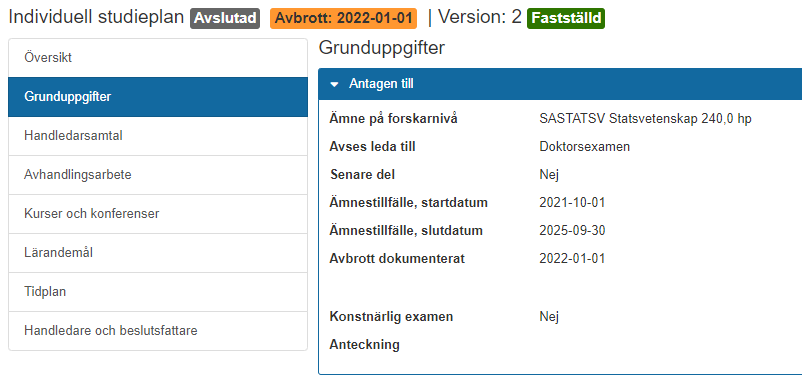 Individuell studieplan Avslutad Avbrott: 2022-01-01 | Version: 2 Fastställd
Översikt
Grunduppgifter
Handledarsamtal
Avhandlingsarbete
Kurser och konferenser
Lärandemål
Tidplan
Handledare och beslutsfattare
Grunduppgifter
Antagen till
Ämne på forskarnivå SASTATSV Statsvetenskap 240,0 hp
Avses leda till Doktorsexamen
Senare del Nej
Ämnestillfälle, startdatum 2021-10-01
Ämnestillfälle, slutdatum 2025-09-30
Avbrott dokumenterat 2022-01-01
Konstnärlig examen Nej
Anteckning